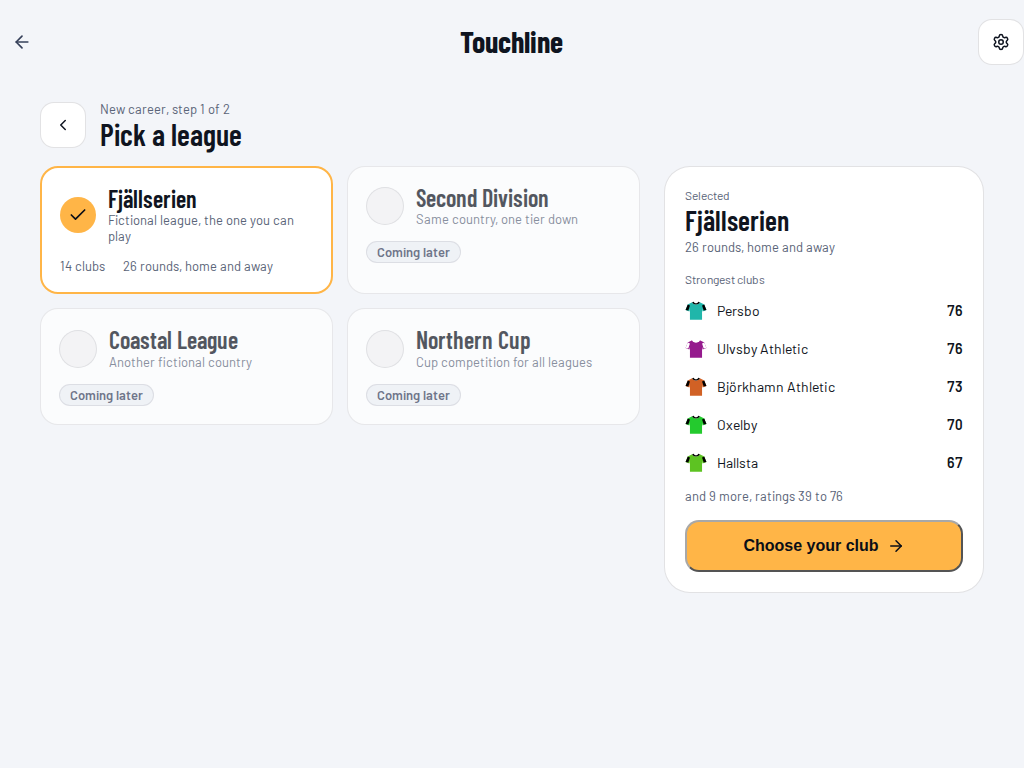 Touchline
New career, step 1 of 2
Pick a league
Fjällserien
Fictional league, the one you can
play
14 clubs
26 rounds, home and away
Second Division
Same country, one tier down
Coming later
Coastal League
Another fictional country
Coming later
Northern Cup
Cup competition for all leagues
Coming later
Selected
Fjällserien
26 rounds, home and away
Strongest clubs
Persbo 76
Ulvsby Athletic 76
Björkhamn Athletic 73
Oxelby 70
Hallsta 67
and 9 more, ratings 39 to 76
Choose your club